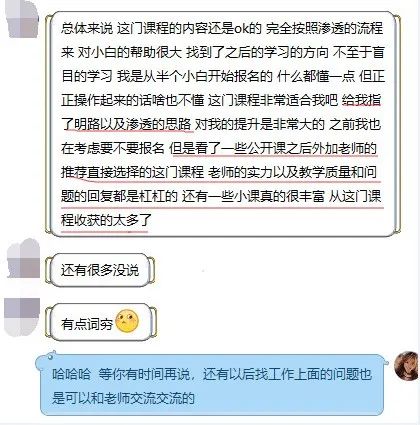 总体来说 这门课程的内容还是ok的 完全按照渗透的流程
来 对小白的帮助很大 找到了之后的学习的方向 不至于盲
目的学习 我是从半个小白开始报名的 什么都懂一点 但正
正操作起来的话啥也不懂 这门课程非常适合我吧 给我指
了明路以及渗透的思路 对我的提升是非常大的 之前我也
在考虑要不要报名 但是看了一些公开课之后外加老师的
推荐直接选择的这门课程 老师的实力以及教学质量和问
题的回复都是杠杠的 还有一些小课真的很丰富 从这门课
程收获的太多了
还有很多没说
有点词穷
哈哈哈 等你有时间再说，还有以后找工作上面的问题也
是可以和老师交流交流的